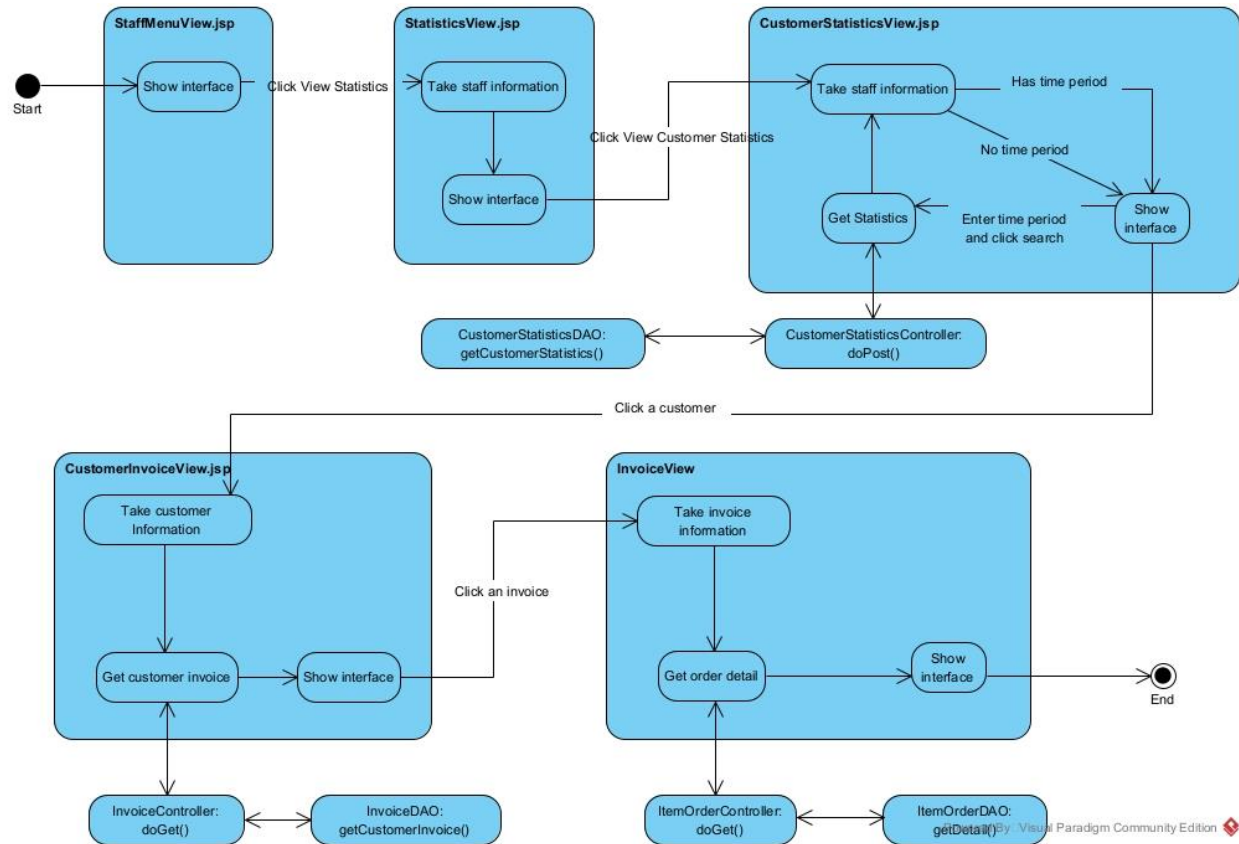 StaffMenuView.jsp
StatisticsView.jsp
CustomerStatisticsView.jsp
Start
Show interface
Click View Statistics
Take staff information
Show interface
Click View Customer Statistics
Take staff information
Has time period
No time period
Get Statistics
Enter time period
and click search
Show
interface
CustomerStatisticsDAO:
getCustomerStatistics()
CustomerStatisticsController:
doPost()
Click a customer
CustomerInvoiceView.jsp
Take customer
Information
Get customer invoice
Show interface
Click an invoice
InvoiceView
Take invoice
information
Get order detail
Show
interface
End
InvoiceController:
doGet()
InvoiceDAO:
getCustomerInvoice()
ItemOrderController:
doGet()
ItemOrderDAO:
getDetail()
Powered By Visual Paradigm Community Edition